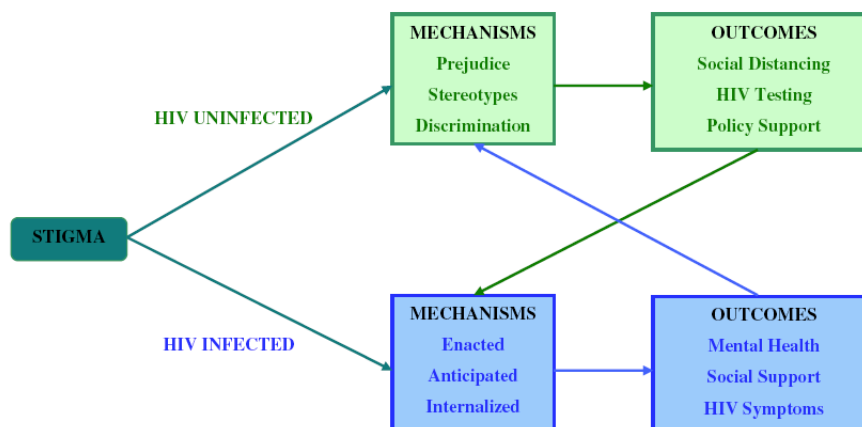 MECHANISMS
Prejudice
Stereotypes
Discrimination
OUTCOMES
Social Distancing
HIV Testing
Policy Support
HIV UNINFECTED
STIGMA
HIV INFECTED
MECHANISMS
Enacted
Anticipated
Internalized
OUTCOMES
Mental Health
Social Support
HIV Symptoms